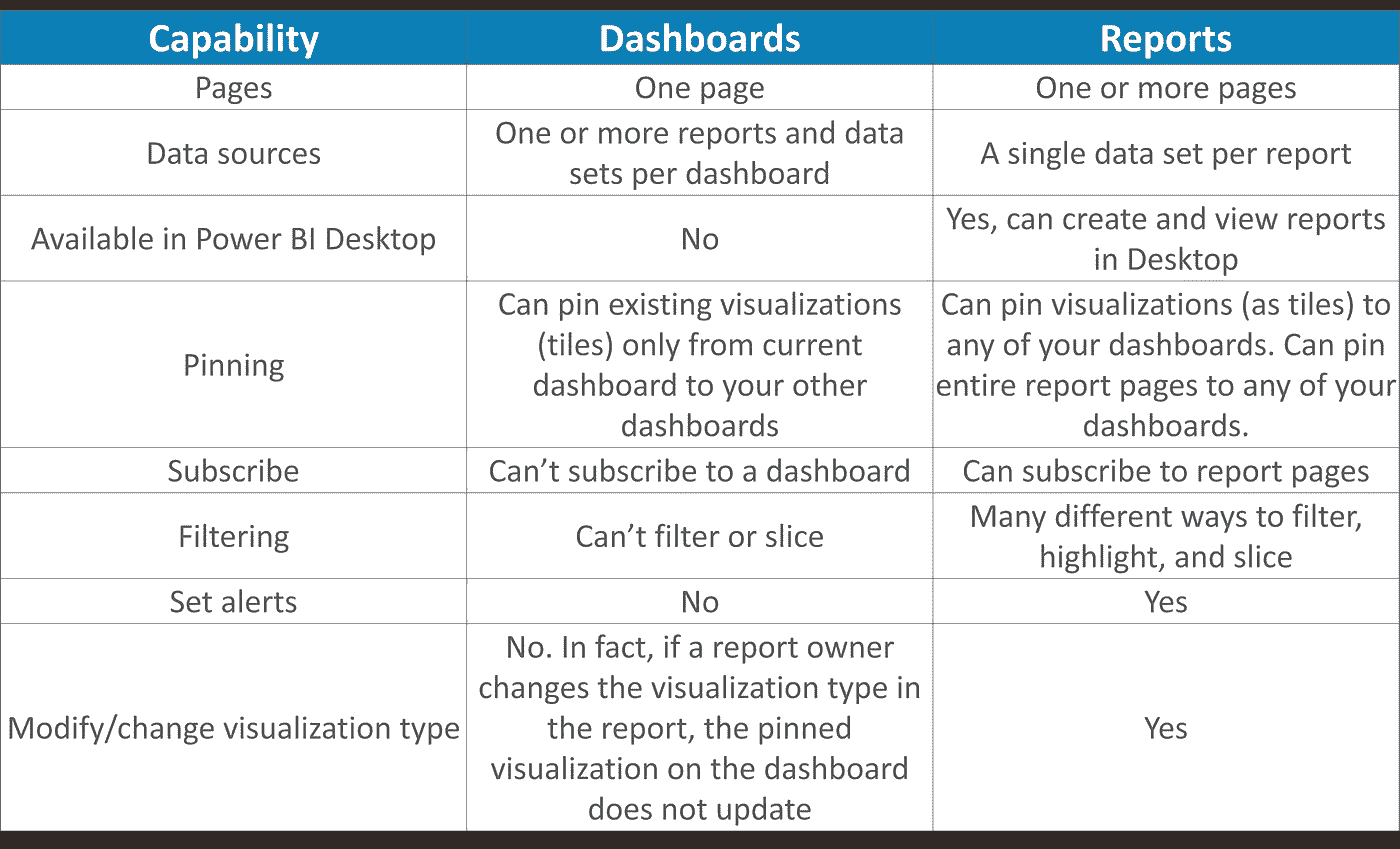 Capability Dashboards Reports
Pages One page One or more pages
Data sources
One or more reports and data
sets per dashboard
A single data set per report
Available in Power BI Desktop
No
Yes, can create and view reports
in Desktop
Pinning
Can pin existing visualizations
(tiles) only from current
dashboard to your other
dashboards
Can pin visualizations (as tiles) to
any of your dashboards. Can pin
entire report pages to any of your
dashboards.
Subscribe Can’t subscribe to a dashboard Can subscribe to report pages
Filtering
Can’t filter or slice
Many different ways to filter,
highlight, and slice
Set alerts No Yes
Modify/change visualization type
No. In fact, if a report owner
changes the visualization type in
the report, the pinned
visualization on the dashboard
does not update
Yes